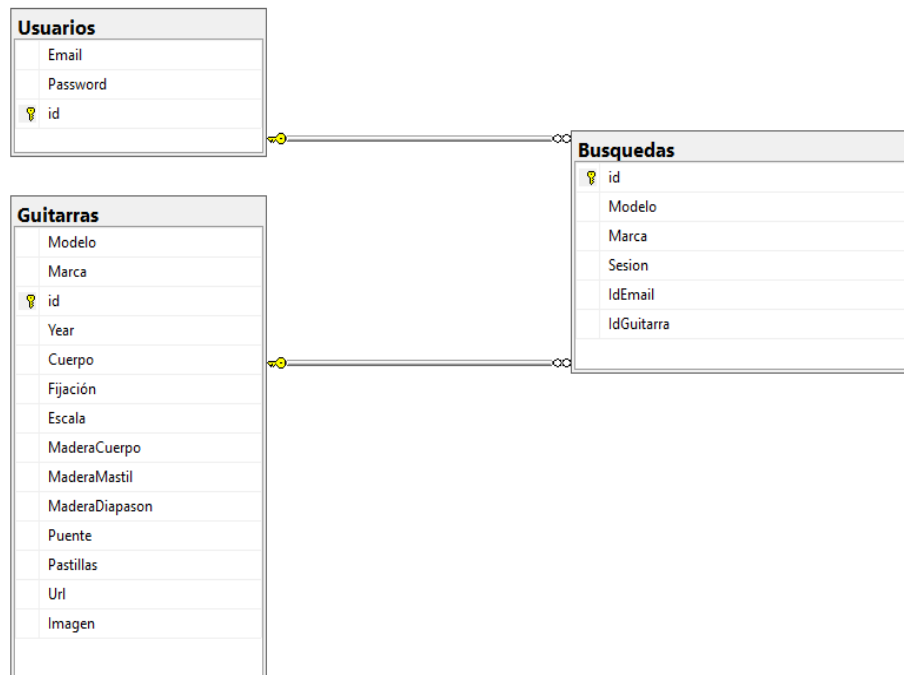 Usuarios
Email
Password
id
Guitarras
Modelo
Marca
id
Year
Cuerpo
Fijación
Escala
MaderaCuerpo
MaderaMastil
MaderaDiapason
Puente
Pastillas
Url
Imagen
Busquedas
id
Modelo
Marca
Sesion
IdEmail
IdGuitarra